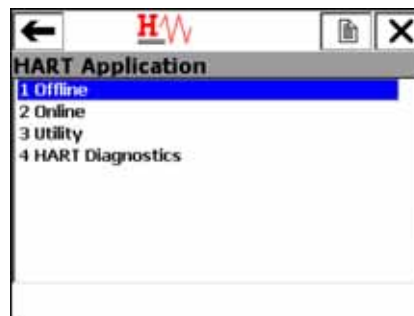 H
HART Application
1 Offline
2 Online
3 Utility
4 HART Diagnostics